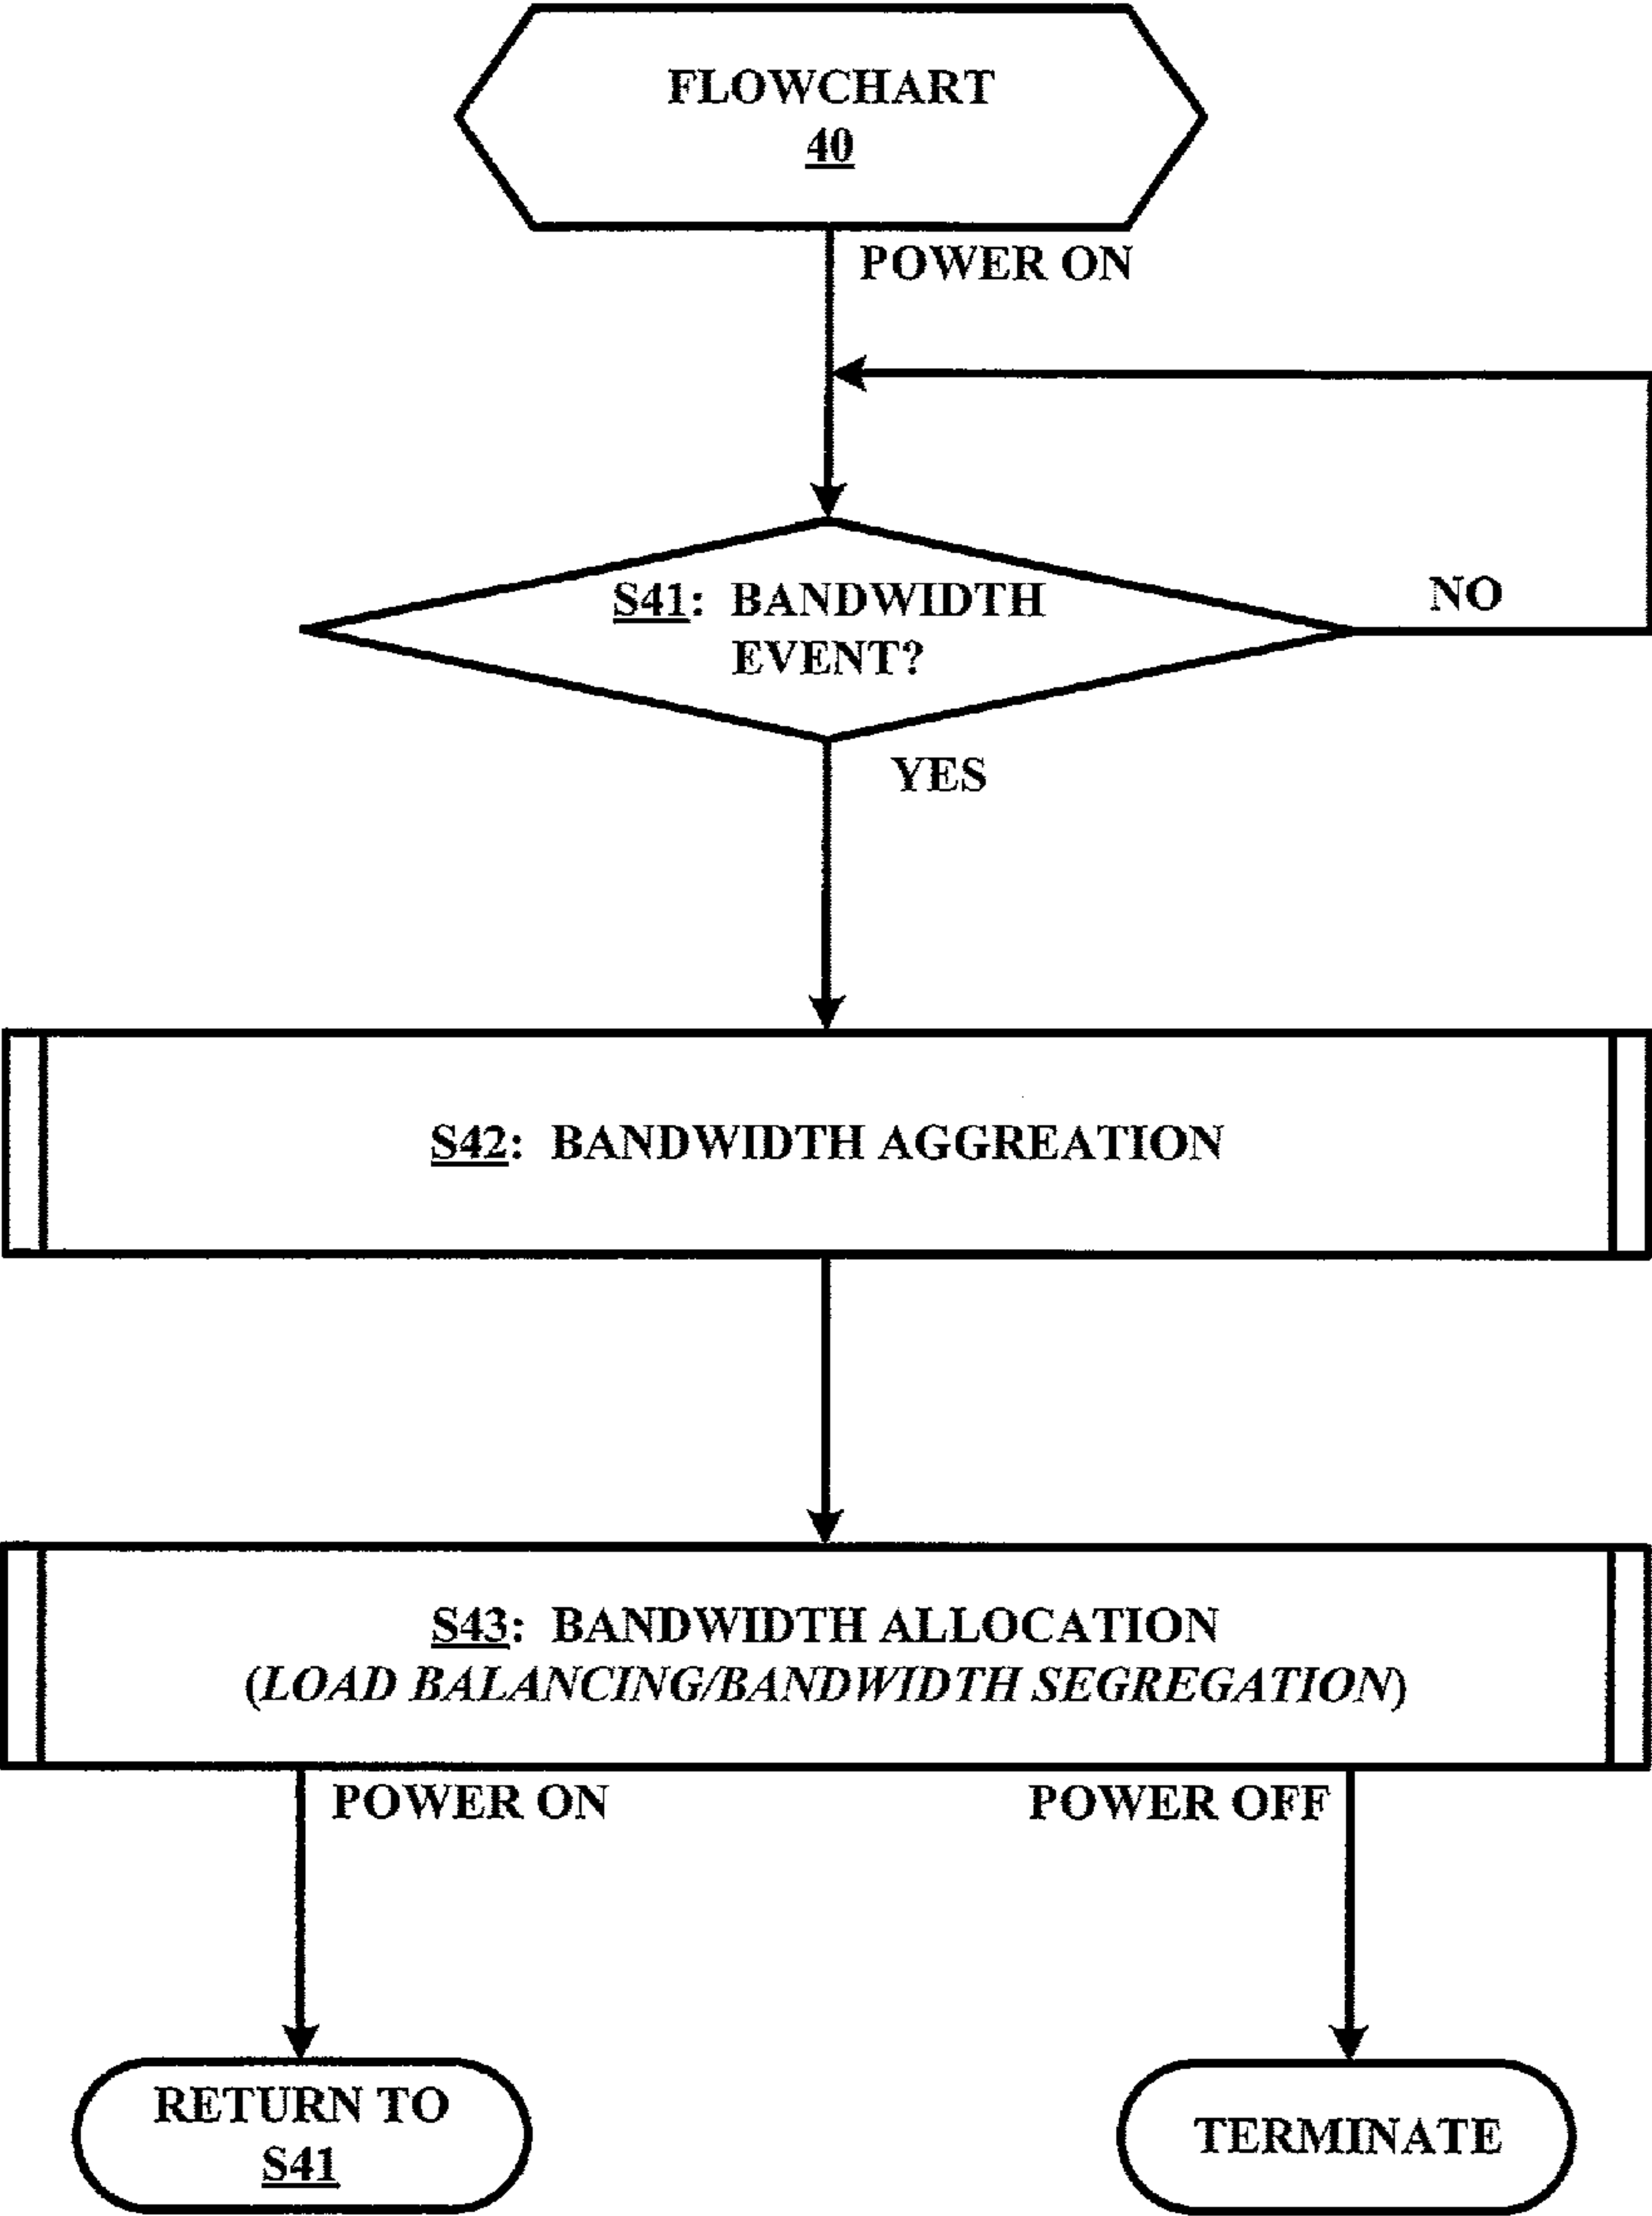 FLOWCHART
40
POWER ON
S41: BANDWIDTH
EVENT?
NO
YES
S42: BANDWIDTH AGGREATION
S43: BANDWIDTH ALLOCATION
(LOAD BALANCING/BANDWIDTH SEGREGATION)
POWER ON
POWER OFF
RETURN TO
S41
TERMINATE